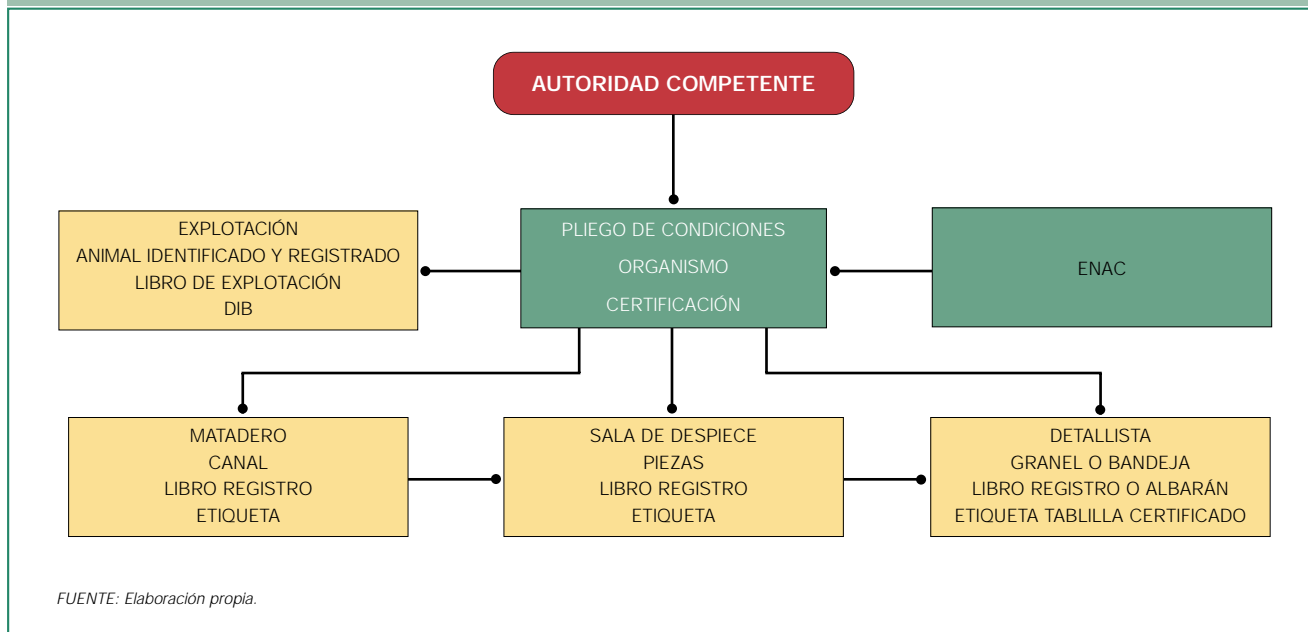 AUTORIDAD COMPETENTE
EXPLOTACIÓN
ANIMAL IDENTIFICADO Y REGISTRADO
LIBRO DE EXPLOTACIÓN
DIB
PLIEGO DE CONDICIONES
ORGANISMO
CERTIFICACIÓN
ENAC
MATADERO
CANAL
LIBRO REGISTRO
ETIQUETA
SALA DE DESPIECE
PIEZAS
LIBRO REGISTRO
ETIQUETA
DETALLISTA
GRANEL O BANDEJA
LIBRO REGISTRO O ALBARÁN
ETIQUETA TABLILLA CERTIFICADO
FUENTE: Elaboración propia.